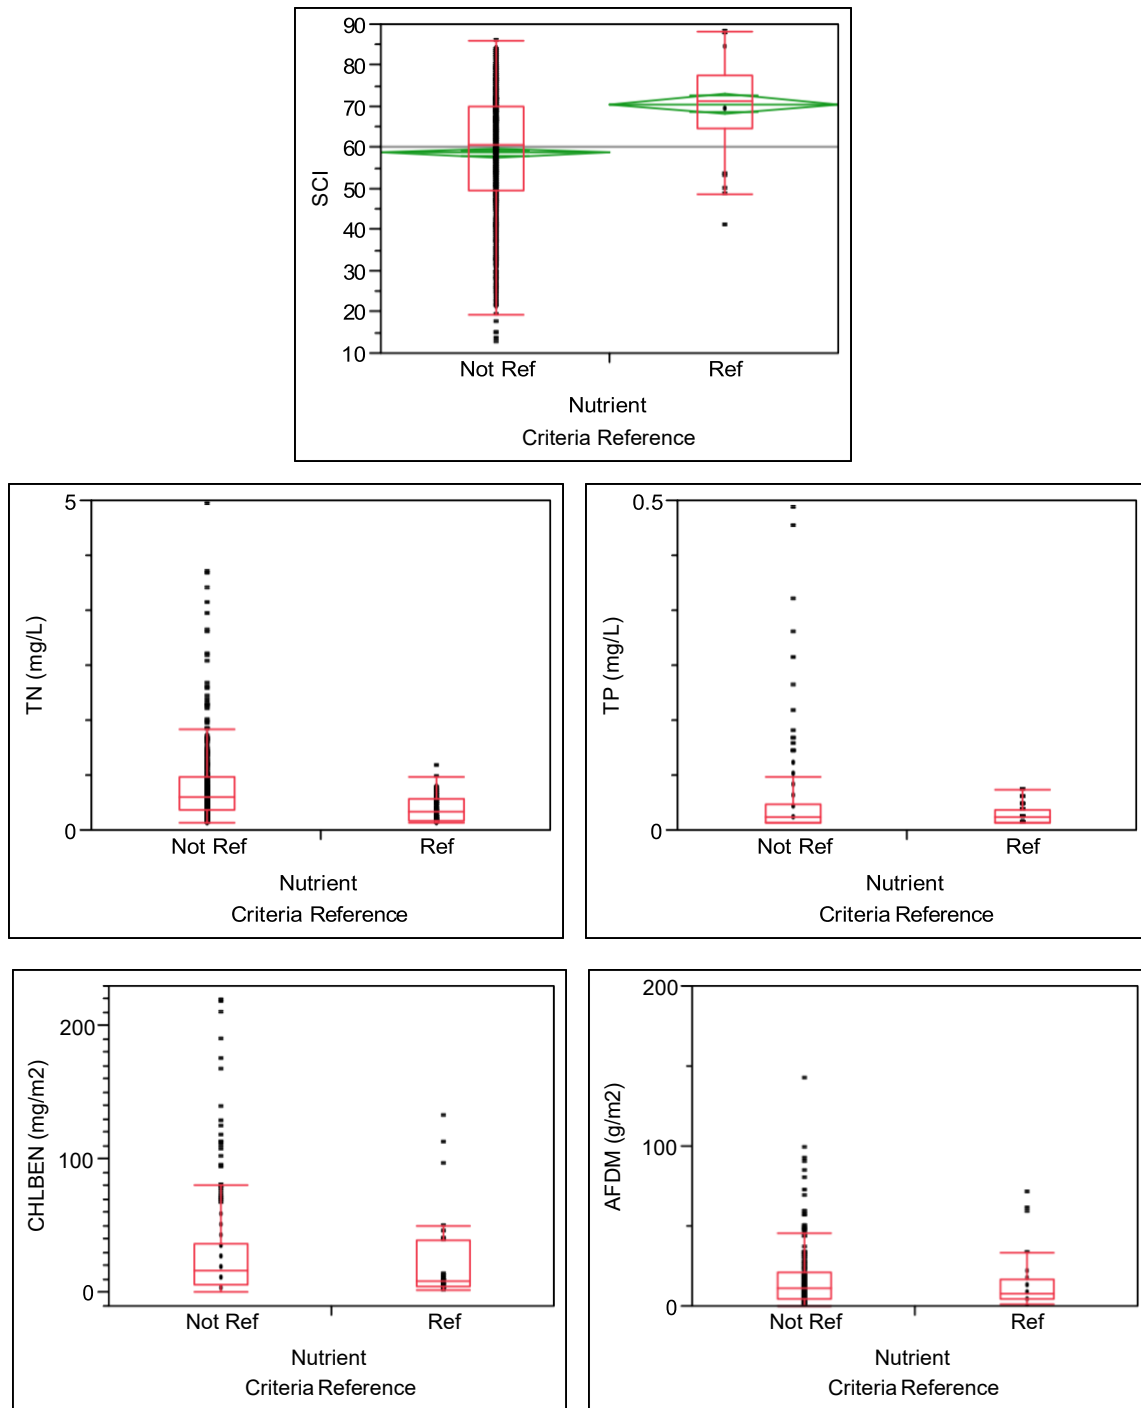 90
80
70
60
50
40
30
20
10
SCI
Not Ref Ref
Nutrient
Criteria Reference
5
0
TN (mg/L)
Not Ref Ref
Nutrient
Criteria Reference
0.5
0
TP (mg/L)
Not Ref Ref
Nutrient
Criteria Reference
200
100
0
CHLBEN (mg/m2)
Not Ref Ref
Nutrient
Criteria Reference
200
100
0
AFDM (g/m2)
Not Ref Ref
Nutrient
Criteria Reference